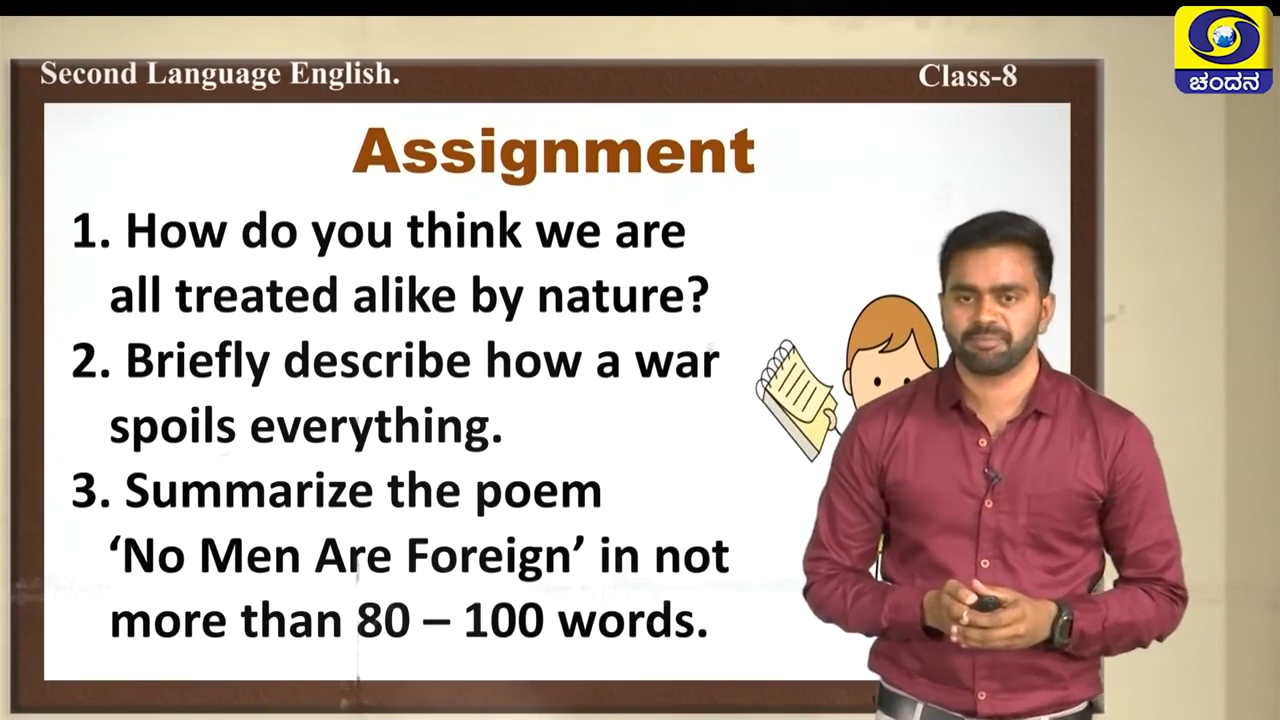 Second Language English.
Class-8
ಚಂದನ
Assignment
1. How do you think we are
all treated alike by nature?
2. Briefly describe how a war
spoils everything.
3. Summarize the poem
‘No Men Are Foreign’ in not
more than 80 – 100 words.